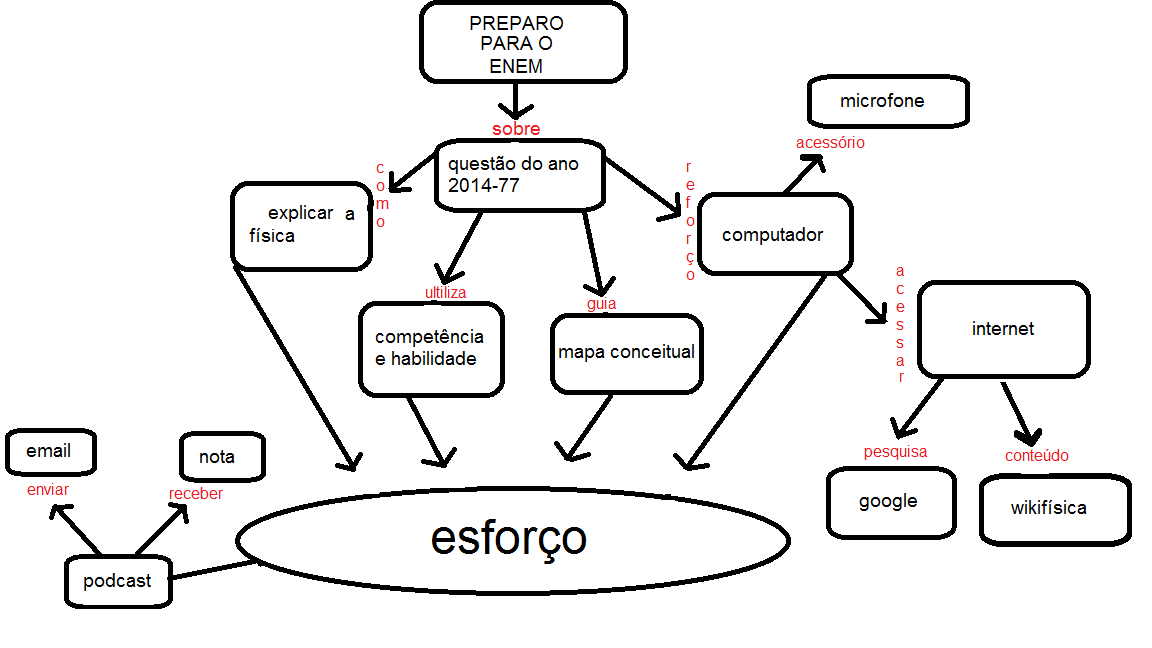 PREPARO
PARA O
ENEM
microfone
sobre
acessório
questão do ano
2014-77
como
reforço
explicar a
física
computador
acessar
ultiliza
guia
internet
competência
e habilidade
mapa conceitual
email
nota
pesquisa
conteúdo
enviar
receber
google
wikifísica
esforço
podcast